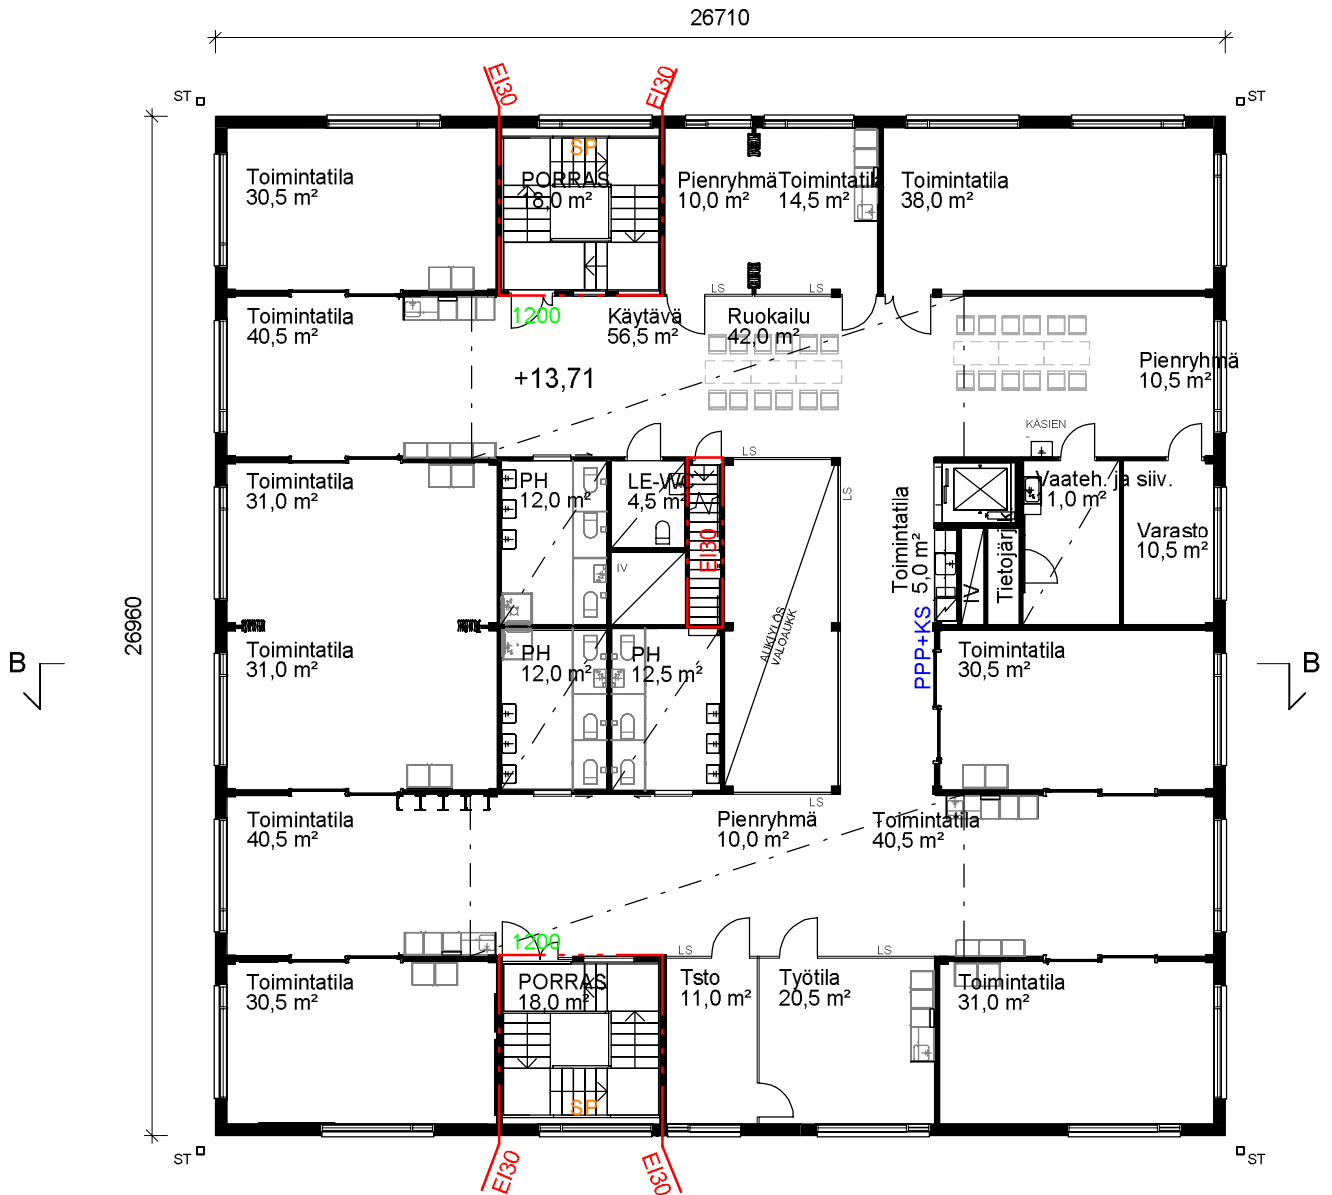 26710
EI30
EI30
ST
ST
SP
Toimintatila
30,5 m²
PORRAS
18,0 m²
Pienryhmä
10,0 m²
Toimintatila
14,5 m²
Toimintatila
38,0 m²
LS
LS
Toimintatila
40,5 m²
1200
Käytävä
56,5 m²
Ruokailu
42,0 m²
Pienryhmä
10,5 m²
+13,71
KÄSIEN
LS
Toimintatila
31,0 m²
PH
12,0 m²
LE-WC
4,5 m²
LS
EI30
IV
Toimintatila
5,0 m²
Vaateh. ja siiv.
Varasto
10,5 m²
IV
AUKI YLÖS
VALOAUKK
PPP+KS
26960
B
B
Toimintatila
31,0 m²
PH
12,0 m²
PH
12,5 m²
Toimintatila
30,5 m²
LS
Toimintatila
40,5 m²
Pienryhmä
10,0 m²
Toimintatila
40,5 m²
1200
LS
LS
Toimintatila
30,5 m²
PORRAS
18,0 m²
Tsto
11,0 m²
Työtila
20,5 m²
Toimintatila
31,0 m²
SP
ST
ST
EI30
EI30